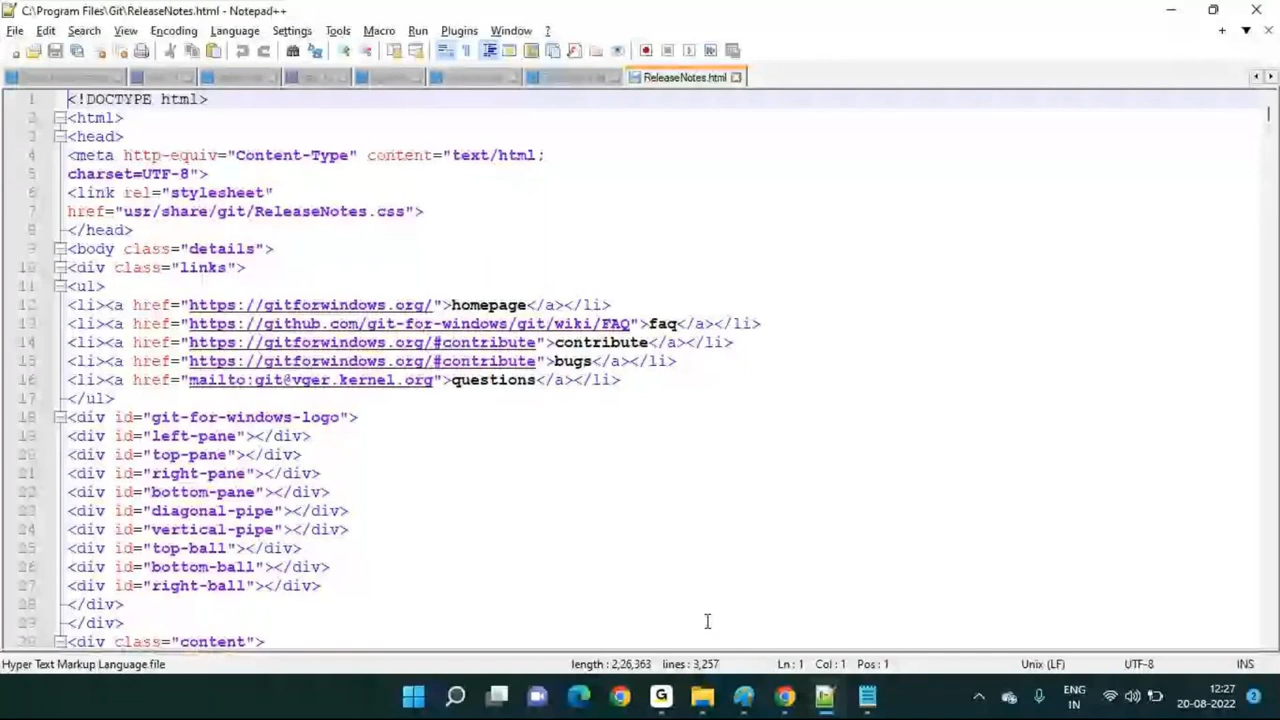 C:\Program Files\Git\ReleaseNotes.html - Notepad++
File Edit Search View Encoding Language Settings Tools Macro Run Plugins Window ?
ReleaseNotes.html
1 <!DOCTYPE html>
2 <html>
3 <head>
4 <meta http-equiv="Content-Type" content="text/html;
5 charset=UTF-8">
6 <link rel="stylesheet"
7 href="usr/share/git/ReleaseNotes.css">
8 </head>
9 <body class="details">
10 <div class="links">
11 <ul>
12 <li><a href="https://gitforwindows.org/">homepage</a></li>
13 <li><a href="https://github.com/git-for-windows/git/wiki/FAQ">faq</a></li>
14 <li><a href="https://gitforwindows.org/#contribute">contribute</a></li>
15 <li><a href="https://gitforwindows.org/#contribute">bugs</a></li>
16 <li><a href="mailto:git@vger.kernel.org">questions</a></li>
17 </ul>
18 <div id="git-for-windows-logo">
19 <div id="left-pane"></div>
20 <div id="top-pane"></div>
21 <div id="right-pane"></div>
22 <div id="bottom-pane"></div>
23 <div id="diagonal-pipe"></div>
24 <div id="vertical-pipe"></div>
25 <div id="top-ball"></div>
26 <div id="bottom-ball"></div>
27 <div id="right-ball"></div>
28 </div>
29 </div>
30 <div class="content">
Hyper Text Markup Language file length : 2,26,363 lines : 3,257 Ln : 1 Col : 1 Pos : 1 Unix (LF) UTF-8 INS
ENG
IN
12:27
20-08-2022
2